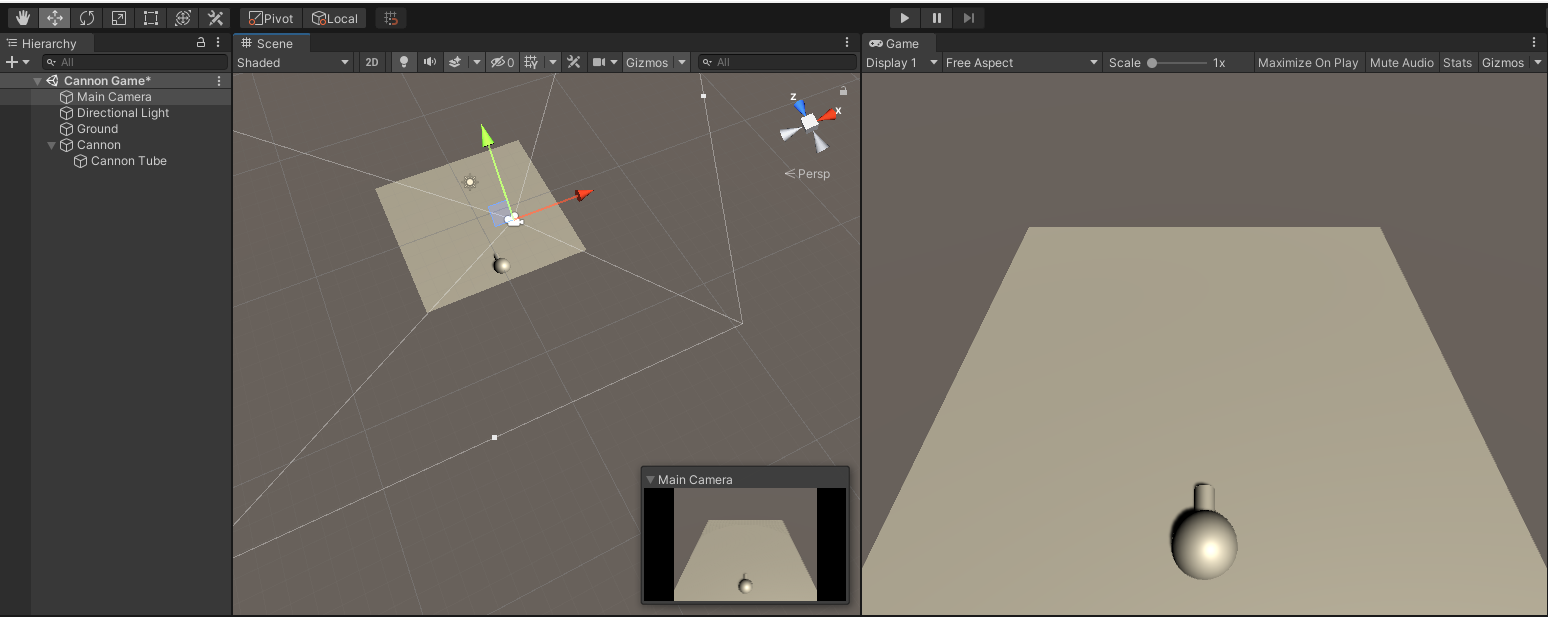 Pivot Local
Hierarchy
All
Cannon Game*
Main Camera
Directional Light
Ground
Cannon
Cannon Tube
Scene
Shaded 2D 0 Gizmos All
z
x
Persp
Main Camera
Game
Display 1 Free Aspect Scale 1x Maximize On Play Mute Audio Stats Gizmos